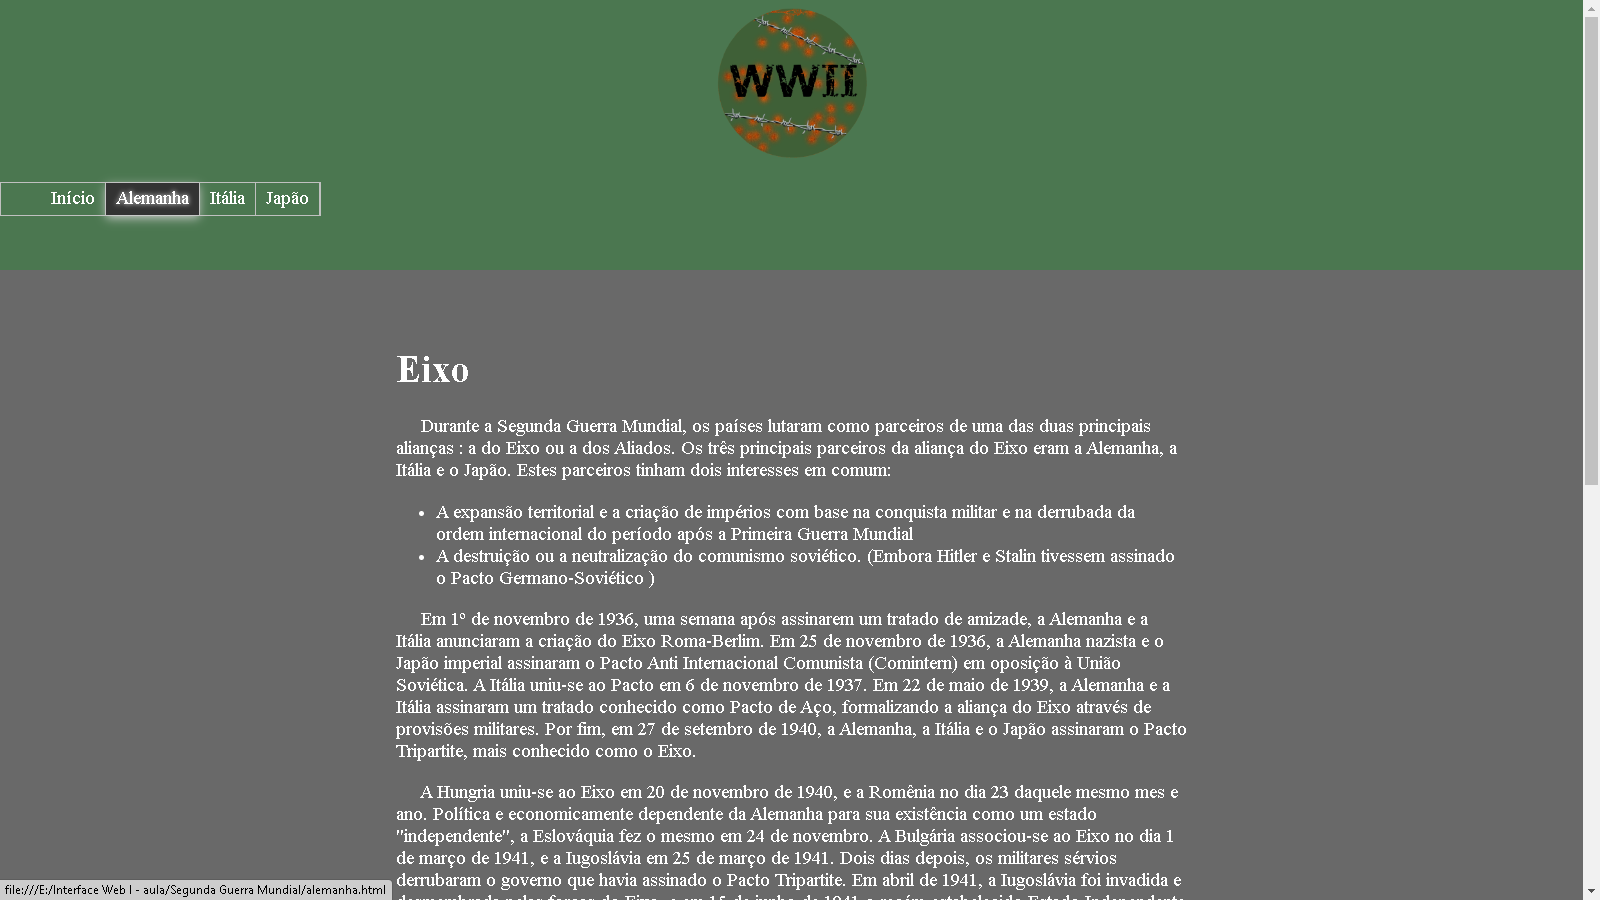 WWII
Início Alemanha Itália Japão
Eixo
Durante a Segunda Guerra Mundial, os países lutaram como parceiros de uma das duas principais
alianças : a do Eixo ou a dos Aliados. Os três principais parceiros da aliança do Eixo eram a Alemanha, a
Itália e o Japão. Estes parceiros tinham dois interesses em comum:
• A expansão territorial e a criação de impérios com base na conquista militar e na derrubada da
ordem internacional do período após a Primeira Guerra Mundial
• A destruição ou a neutralização do comunismo soviético. (Embora Hitler e Stalin tivessem assinado
o Pacto Germano-Soviético )
Em 1º de novembro de 1936, uma semana após assinarem um tratado de amizade, a Alemanha e a
Itália anunciaram a criação do Eixo Roma-Berlim. Em 25 de novembro de 1936, a Alemanha nazista e o
Japão imperial assinaram o Pacto Anti Internacional Comunista (Comintern) em oposição à União
Soviética. A Itália uniu-se ao Pacto em 6 de novembro de 1937. Em 22 de maio de 1939, a Alemanha e a
Itália assinaram um tratado conhecido como Pacto de Aço, formalizando a aliança do Eixo através de
provisões militares. Por fim, em 27 de setembro de 1940, a Alemanha, a Itália e o Japão assinaram o Pacto
Tripartite, mais conhecido como o Eixo.
A Hungria uniu-se ao Eixo em 20 de novembro de 1940, e a Romênia no dia 23 daquele mesmo mes e
ano. Política e economicamente dependente da Alemanha para sua existência como um estado
"independente", a Eslováquia fez o mesmo em 24 de novembro. A Bulgária associou-se ao Eixo no dia 1
de março de 1941, e a Iugoslávia em 25 de março de 1941. Dois dias depois, os militares sérvios
derrubaram o governo que havia assinado o Pacto Tripartite. Em abril de 1941, a Iugoslávia foi invadida e
file:///E:/Interface Web I - aula/Segunda Guerra Mundial/alemanha.html